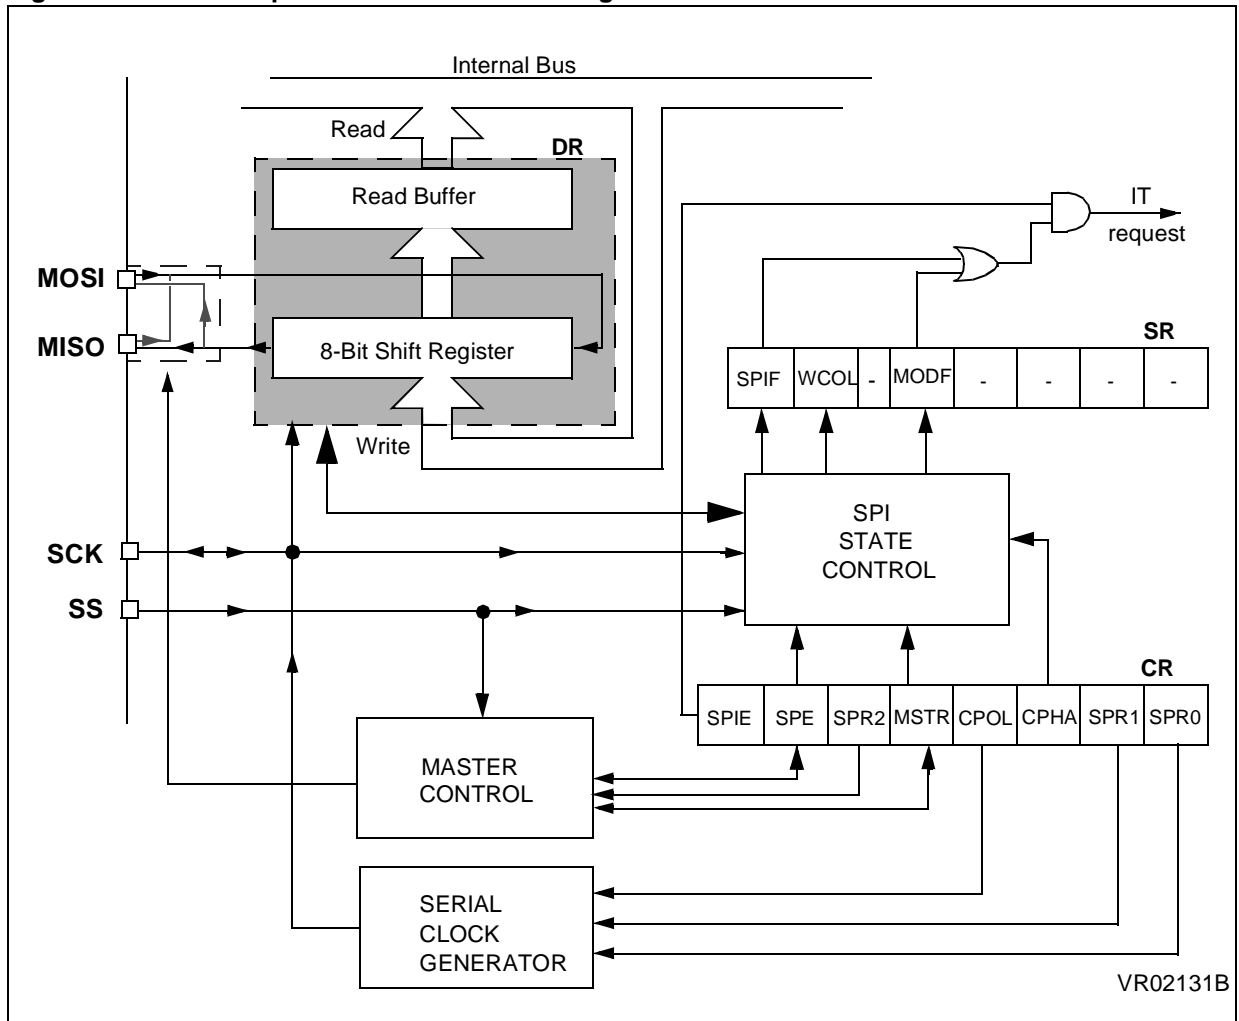 Internal Bus
Read
DR
Read Buffer
IT
request
MOSI
MISO
8-Bit Shift Register
SR
SPIF WCOL - MODF - - - -
Write
SPI
STATE
CONTROL
SCK
SS
CR
SPIE SPE SPR2 MSTR CPOL CPHA SPR1 SPR0
MASTER
CONTROL
SERIAL
CLOCK
GENERATOR
VR02131B